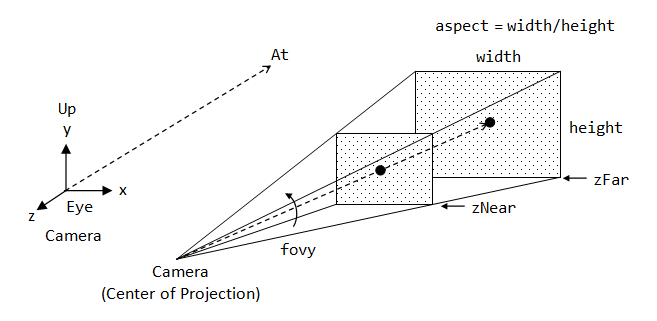 aspect = width/height
width
At
Up
y
height
x
zFar
z
Eye
zNear
Camera
fovy
Camera
(Center of Projection)